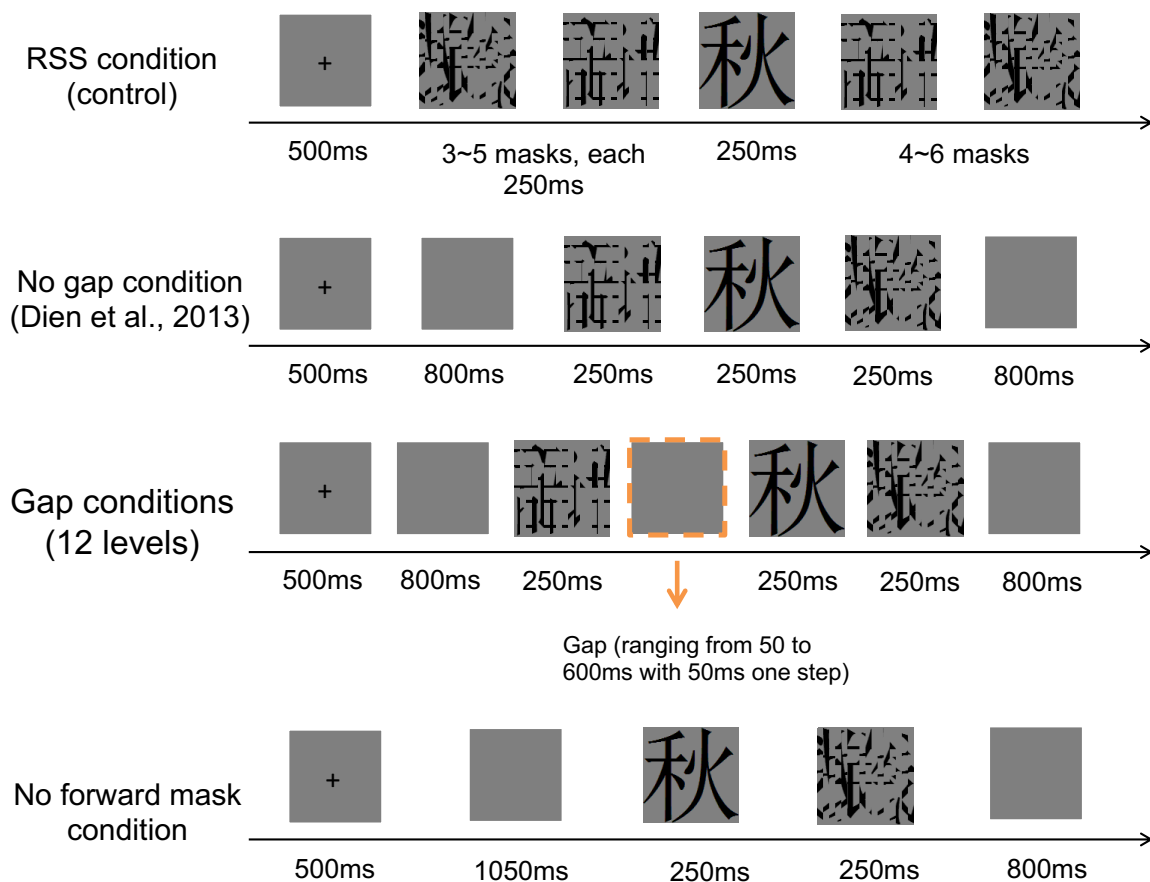 RSS condition
(control)
+
秋
500ms
3~5 masks, each
250ms
250ms
4~6 masks
No gap condition
(Dien et al., 2013)
+
秋
500ms 800ms 250ms 250ms 250ms 800ms
Gap conditions
(12 levels)
+
秋
500ms 800ms 250ms 250ms 250ms 800ms
Gap (ranging from 50 to
600ms with 50ms one step)
No forward mask
condition
+
秋
500ms 1050ms 250ms 250ms 800ms